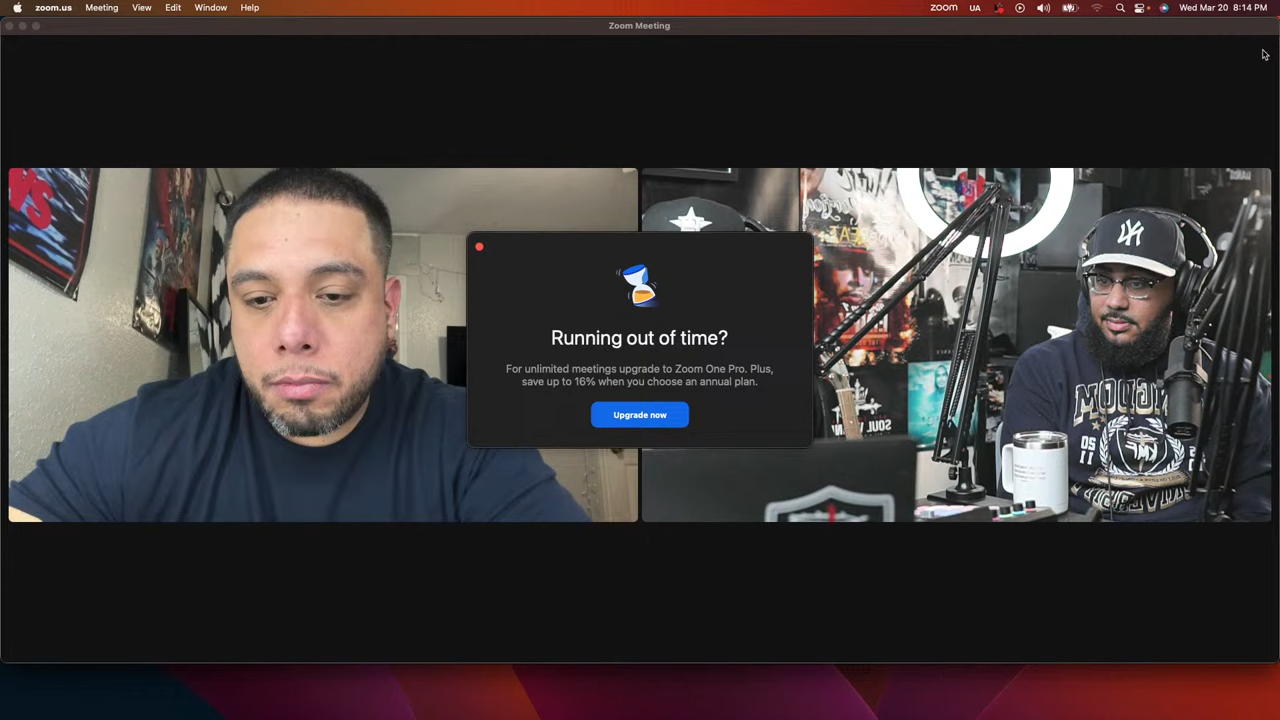 zoom.us Meeting View Edit Window Help
zoom UA Wed Mar 20 8:14 PM
Zoom Meeting
Running out of time?
For unlimited meetings upgrade to Zoom One Pro. Plus,
save up to 16% when you choose an annual plan.
Upgrade now